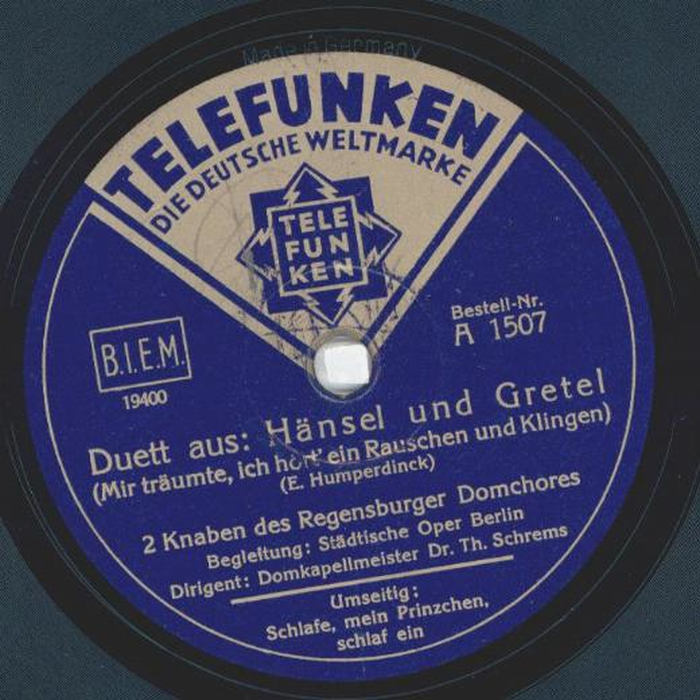 Made in Germany
TELEFUNKEN
DIE DEUTSCHE WELTMARKE
TELE
FUN
KEN
Bestell-Nr.
A 1507
B.I.E.M.
19400
Duett aus: Hänsel und Gretel
(Mir träumte, ich hört' ein Rauschen und Klingen)
(E. Humperdinck)
2 Knaben des Regensburger Domchores
Begleitung: Städtische Oper Berlin
Dirigent: Domkapellmeister Dr. Th. Schrems
Umseitig:
Schlafe, mein Prinzchen,
schlaf ein